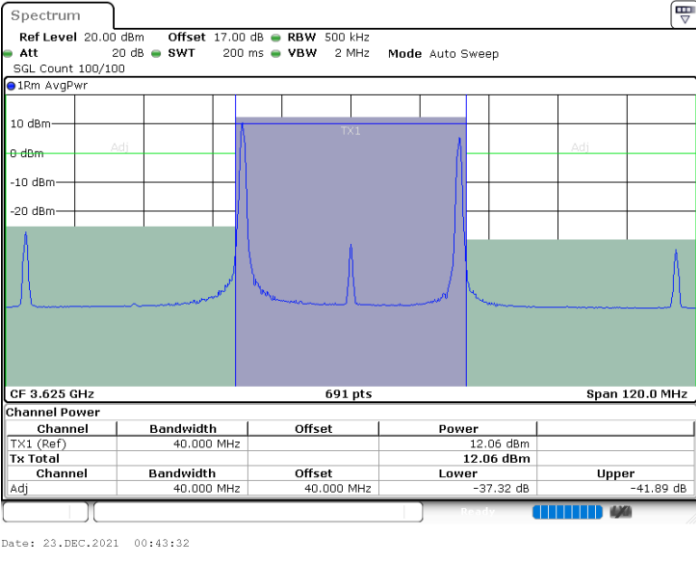 Spectrum
Ref Level 20.00 dBm Offset 17.00 dB RBW 500 kHz
Att 20 dB SWT 200 ms VBW 2 MHz Mode Auto Sweep
SGL Count 100/100
1Rm AvgPwr
10 dBm
TX1
Adj
Adj
0 dBm
-10 dBm
-20 dBm
CF 3.625 GHz 691 pts Span 120.0 MHz
Channel Power
Channel Bandwidth Offset Power
TX1 (Ref) 40.000 MHz 12.06 dBm
Tx Total 12.06 dBm
Channel Bandwidth Offset Lower Upper
Adj 40.000 MHz 40.000 MHz -37.32 dB -41.89 dB
Ready
Date: 23.DEC.2021 00:43:32